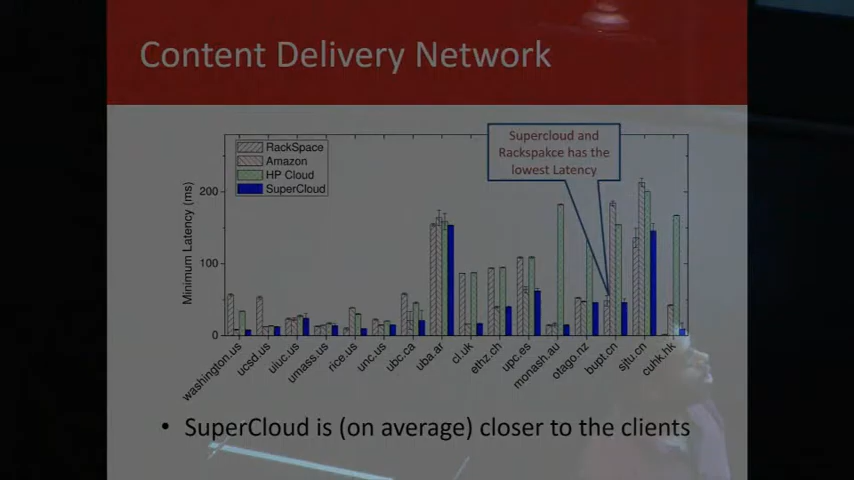 Content Delivery Network
Supercloud and
Rackspakce has the
lowest Latency
RackSpace
Amazon
HP Cloud
SuperCloud
Minimum Latency (ms)
200
100
0
washington.us
ucsd.us
uiuc.us
umass.us
rice.us
unc.us
ubc.ca
uba.ar
cl.uk
ethz.ch
upc.es
monash.au
otago.nz
bupt.cn
sjtu.cn
cuhk.hk
• SuperCloud is (on average) closer to the clients